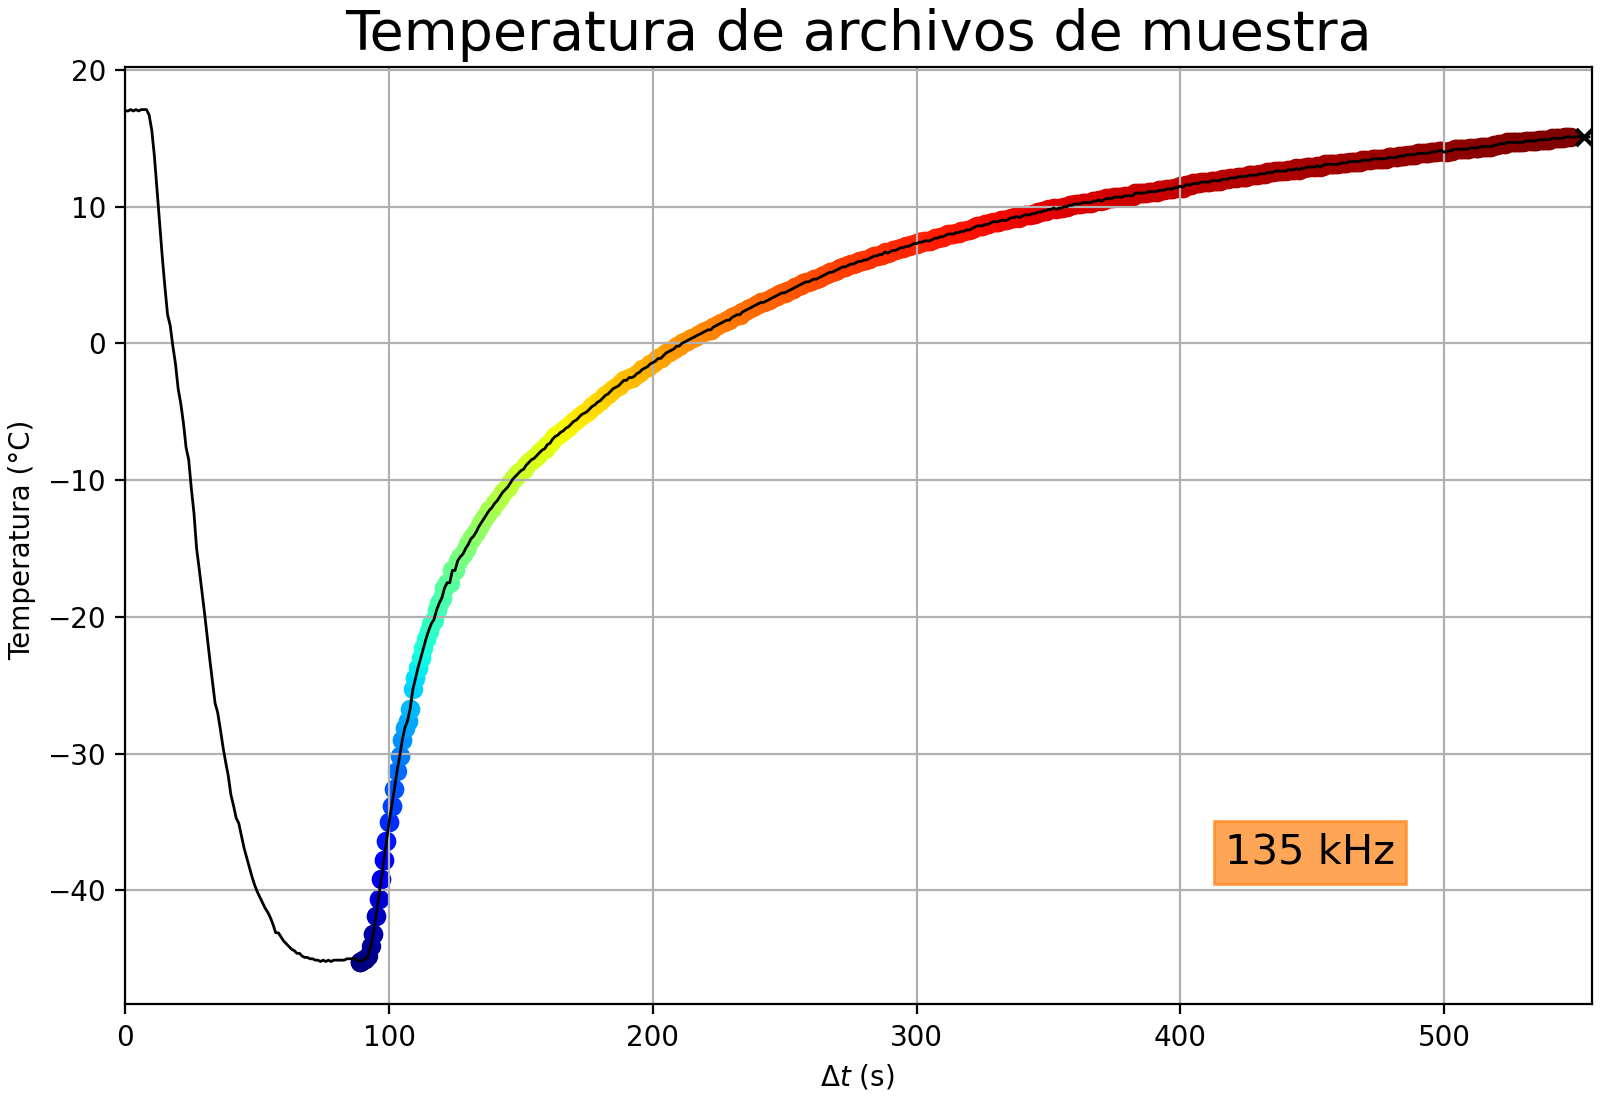 Temperatura de archivos de muestra
20
10
0
−10
−20
−30
−40
Temperatura (°C)
135 kHz
0 100 200 300 400 500
Δt (s)